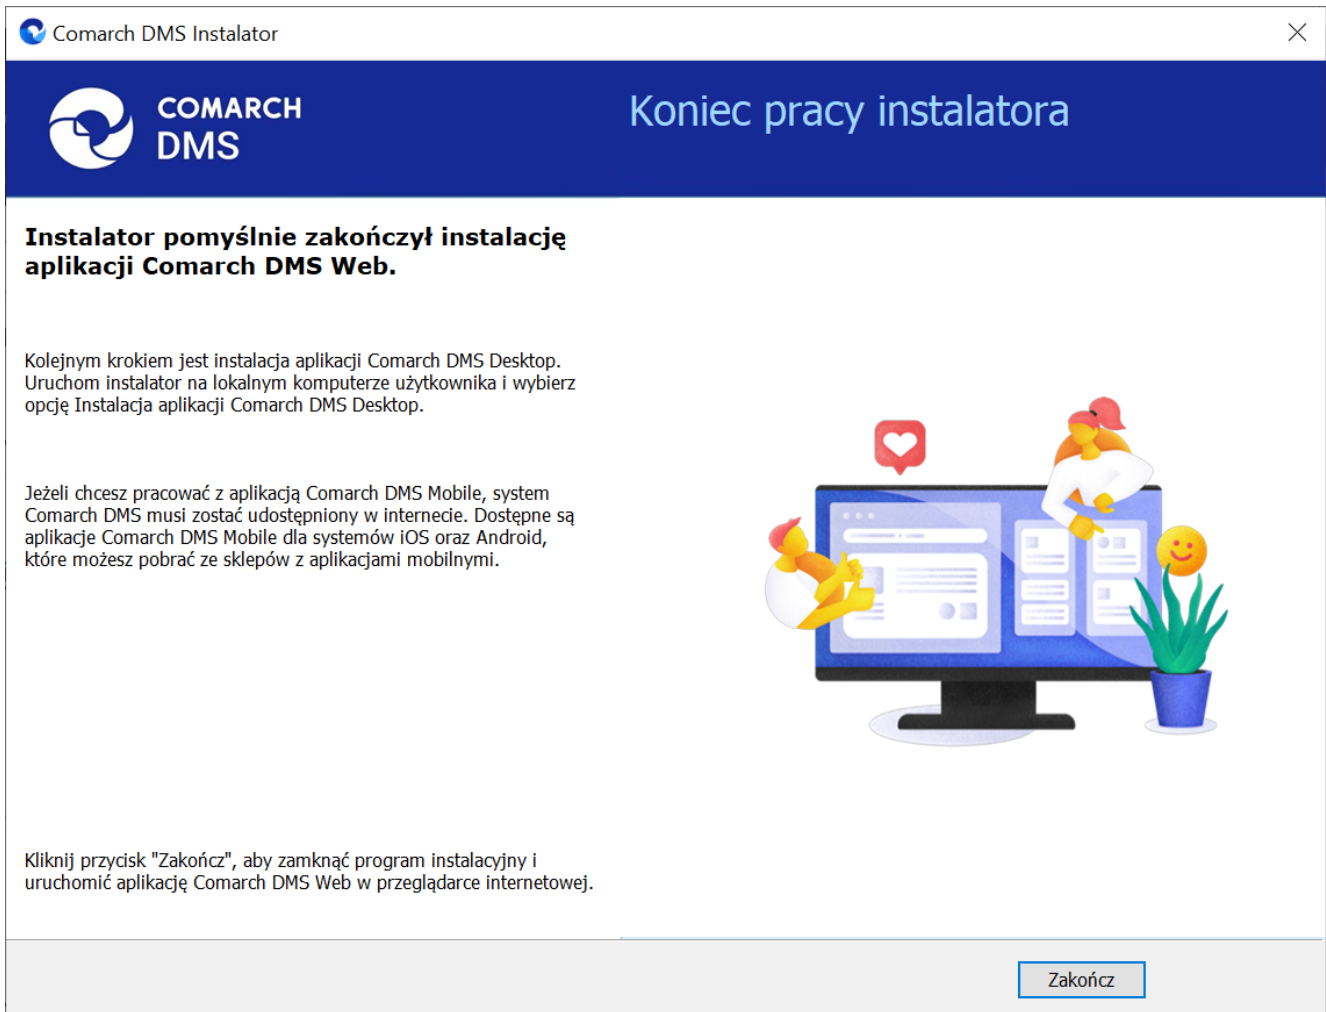 Comarch DMS Instalator
COMARCH
DMS
Koniec pracy instalatora
Instalator pomyślnie zakończył instalację
aplikacji Comarch DMS Web.
Kolejnym krokiem jest instalacja aplikacji Comarch DMS Desktop.
Uruchom instalator na lokalnym komputerze użytkownika i wybierz
opcję Instalacja aplikacji Comarch DMS Desktop.
Jeżeli chcesz pracować z aplikacją Comarch DMS Mobile, system
Comarch DMS musi zostać udostępniony w internecie. Dostępne są
aplikacje Comarch DMS Mobile dla systemów iOS oraz Android,
które możesz pobrać ze sklepów z aplikacjami mobilnymi.
Kliknij przycisk "Zakończ", aby zamknąć program instalacyjny i
uruchomić aplikację Comarch DMS Web w przeglądarce internetowej.
Zakończ